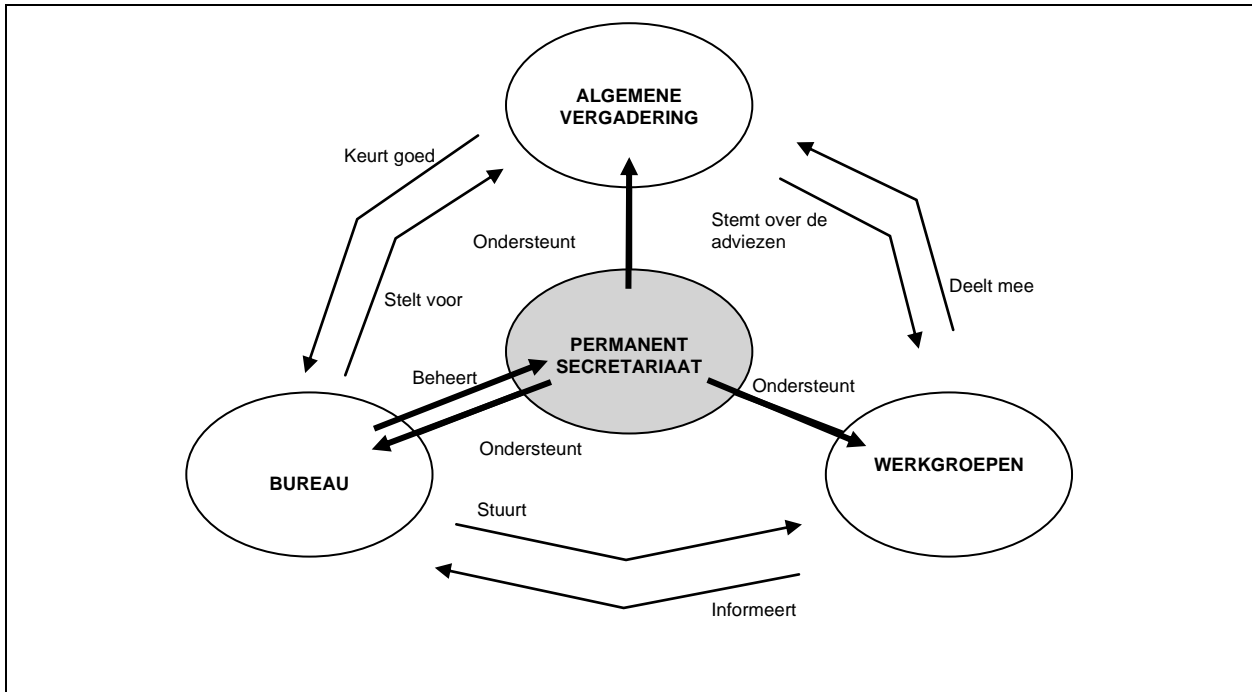 ALGEMENE
VERGADERING
Keurt goed
Stemt over de
adviezen
Ondersteunt
Deelt mee
Stelt voor
PERMANENT
SECRETARIAAT
Beheert
Ondersteunt
Ondersteunt
WERKGROEPEN
BUREAU
Stuurt
Informeert